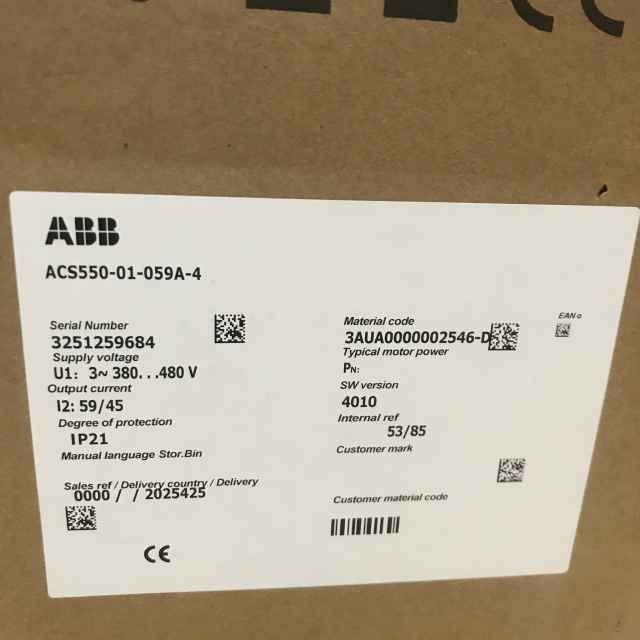 ABB
ACS550-01-059A-4
Serial Number
3251259684
Supply voltage
U1: 3~ 380...480 V
Output current
I2: 59/45
Degree of protection
IP21
Manual language Stor.Bin
Sales ref / Delivery country / Delivery
0000 / / 2025425
CE
Material code
3AUA0000002546-D
Typical motor power
PN:
SW version
4010
Internal ref
53/85
Customer mark
Customer material code
EAN